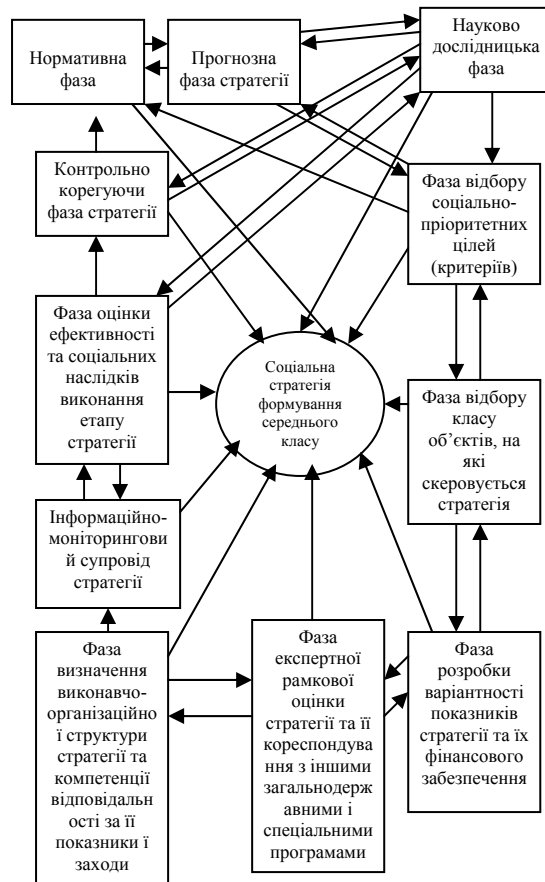 Нормативна
фаза
Прогнозна
фаза стратегії
Науково
дослідницька
фаза
Контрольно
корегуючи
фаза стратегії
Фаза відбору
соціально-
пріоритетних
цілей
(критеріїв)
Фаза оцінки
ефективності
та соціальних
наслідків
виконання
етапу
стратегії
Соціальна
стратегія
формування
середнього
класу
Фаза відбору
класу
об’єктів, на
які
скеровується
стратегія
Інформаційно-
моніторингови
й супровід
стратегії
Фаза
визначення
виконавчо-
організаційно
ї структури
стратегії та
компетенції
відповідальн
ості за її
показники ї
заходи
Фаза
експертної
рамкової
оцінки
стратегії та її
кореспондува
ння з іншими
загальнодерж
авними і
спеціальними
програмами
Фаза
розробки
варіантності
показників
стратегії та їх
фінансового
забезпечення